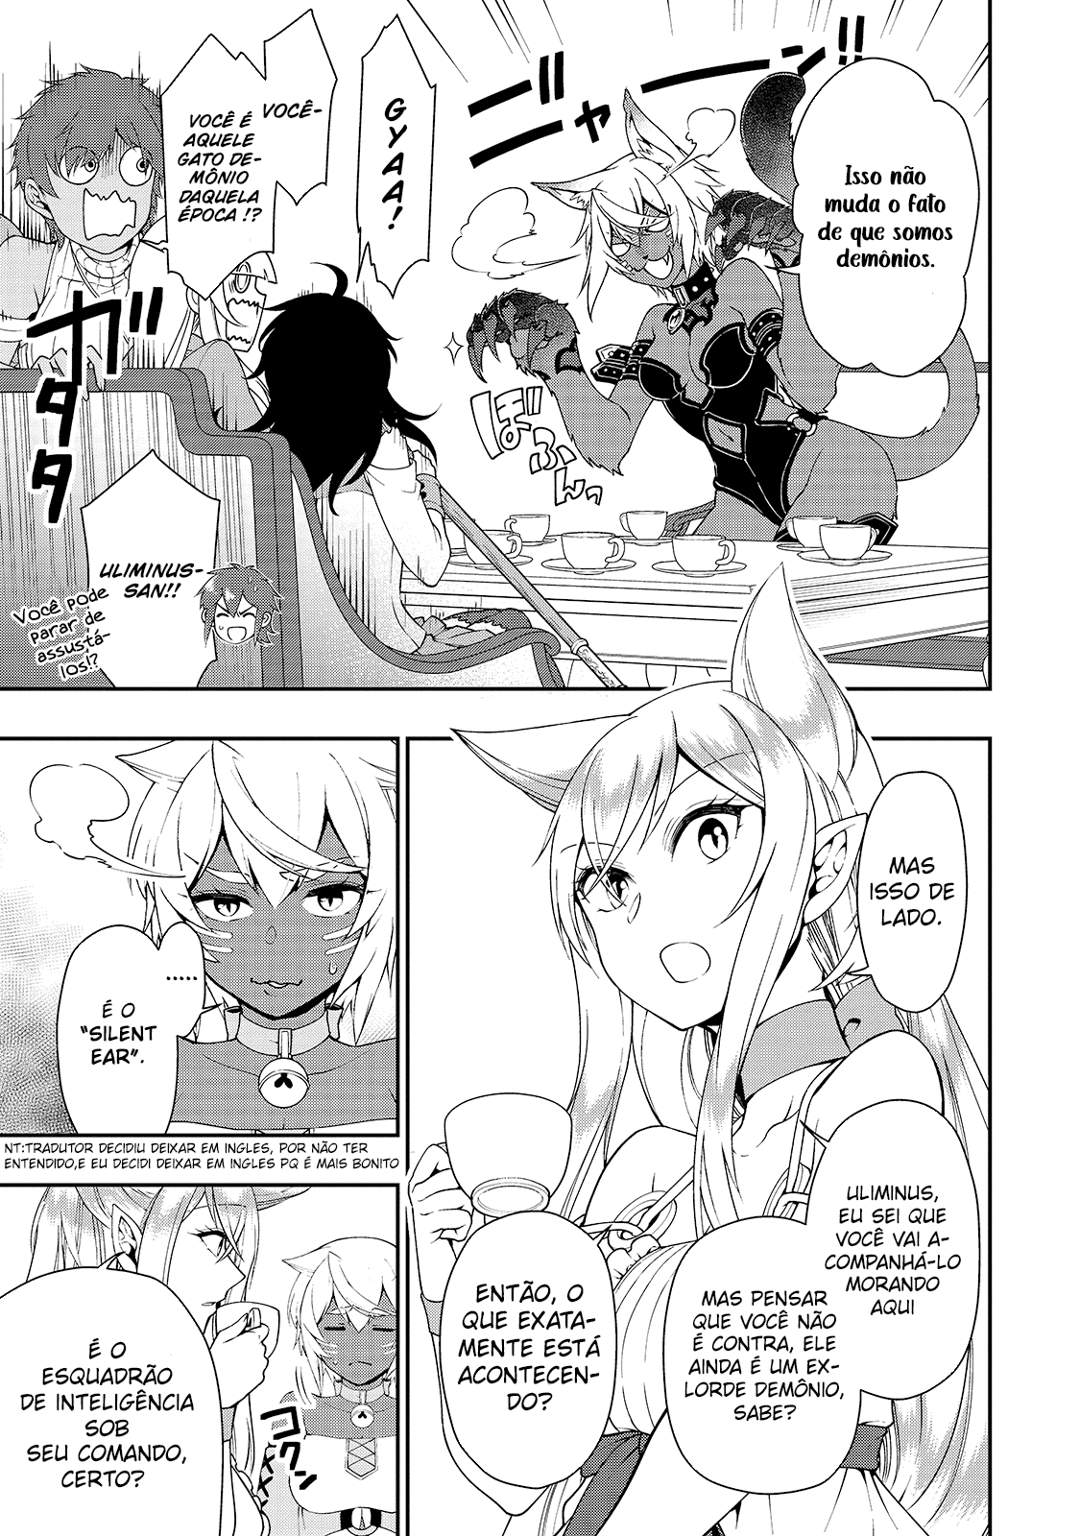 ジャーーン!!
Isso não
muda o fato
de que somos
demônios.
ぼふんっ
GYAA!
VOCÊ-
VOCÊ É
AQUELE
GATO DE-
MÔNIO
DAQUELA
ÉPOCA !?
ガタタ
ULIMINUS-
SAN!!
Você pode
parar de
assustá-
los!?
MAS
ISSO DE
LADO.
ULIMINUS,
EU SEI QUE
VOCÊ VAI A-
COMPANHÁ-LO
MORANDO
AQUI
MAS PENSAR
QUE VOCÊ NÃO
É CONTRA, ELE
AINDA É UM EX-
LORDE DEMÔNIO,
SABE?
ENTÃO, O
QUE EXATA-
MENTE ESTÁ
ACONTECEN-
DO?
......
É O
"SILENT
EAR".
NT:TRADUTOR DECIDIU DEIXAR EM INGLES, POR NÃO TER
ENTENDIDO,E EU DECIDI DEIXAR EM INGLES PQ É MAIS BONITO
É O
ESQUADRÃO
DE INTELIGÊNCIA
SOB
SEU COMANDO,
CERTO?
コクン